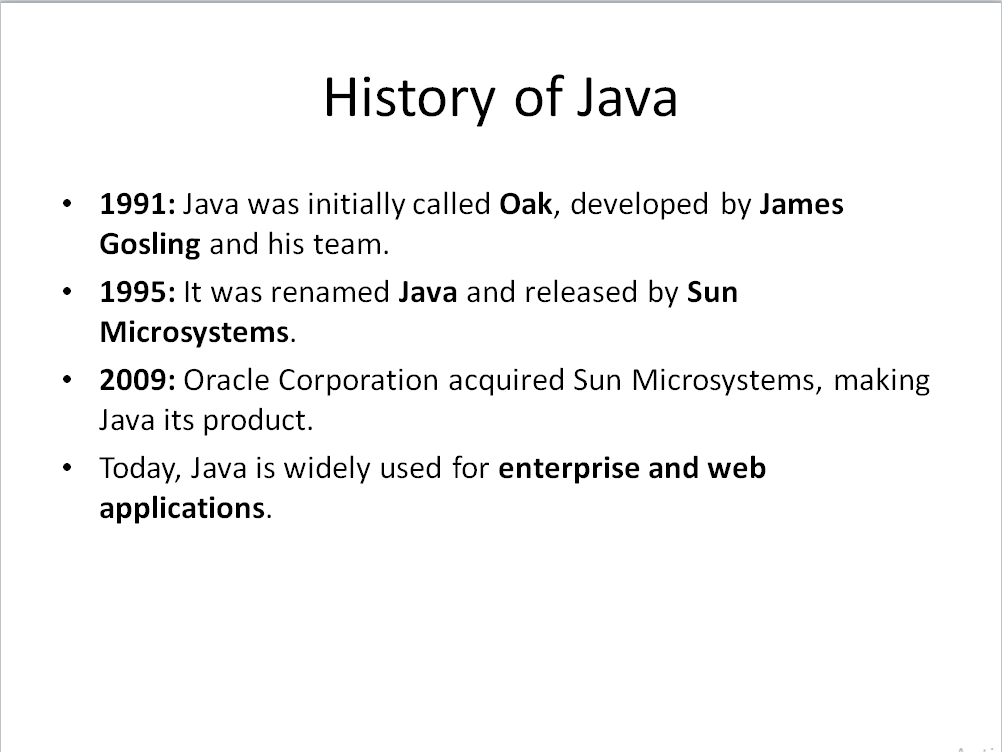 History of Java
• 1991: Java was initially called Oak, developed by James
Gosling and his team.
• 1995: It was renamed Java and released by Sun
Microsystems.
• 2009: Oracle Corporation acquired Sun Microsystems, making
Java its product.
• Today, Java is widely used for enterprise and web
applications.